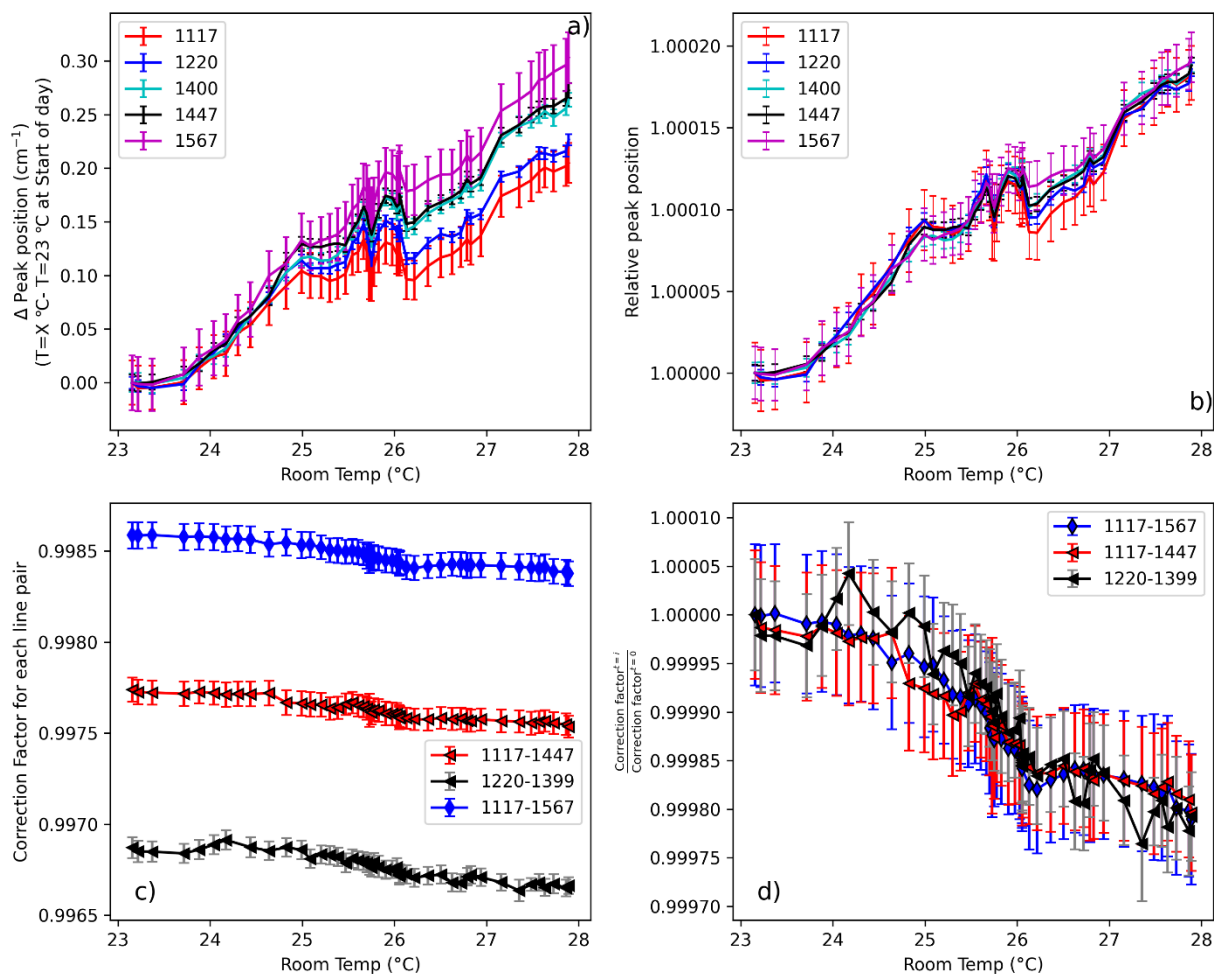 a)
1117
1220
1400
1447
1567
Δ Peak position (cm⁻¹)
(T=X °C- T=23 °C at Start of day)
0.30
0.25
0.20
0.15
0.10
0.05
0.00
23 24 25 26 27 28
Room Temp (°C)
1117
1220
1400
1447
1567
Relative peak position
1.00020
1.00015
1.00010
1.00005
1.00000
b)
23 24 25 26 27 28
Room Temp (°C)
Correction Factor for each line pair
0.9985
0.9980
0.9975
0.9970
0.9965
1117-1447
1220-1399
1117-1567
c)
23 24 25 26 27 28
Room Temp (°C)
1117-1567
1117-1447
1220-1399
Correction factor^{t=i}
Correction factor^{t=0}
1.00010
1.00005
1.00000
0.99995
0.99990
0.99985
0.99980
0.99975
0.99970
d)
23 24 25 26 27 28
Room Temp (°C)